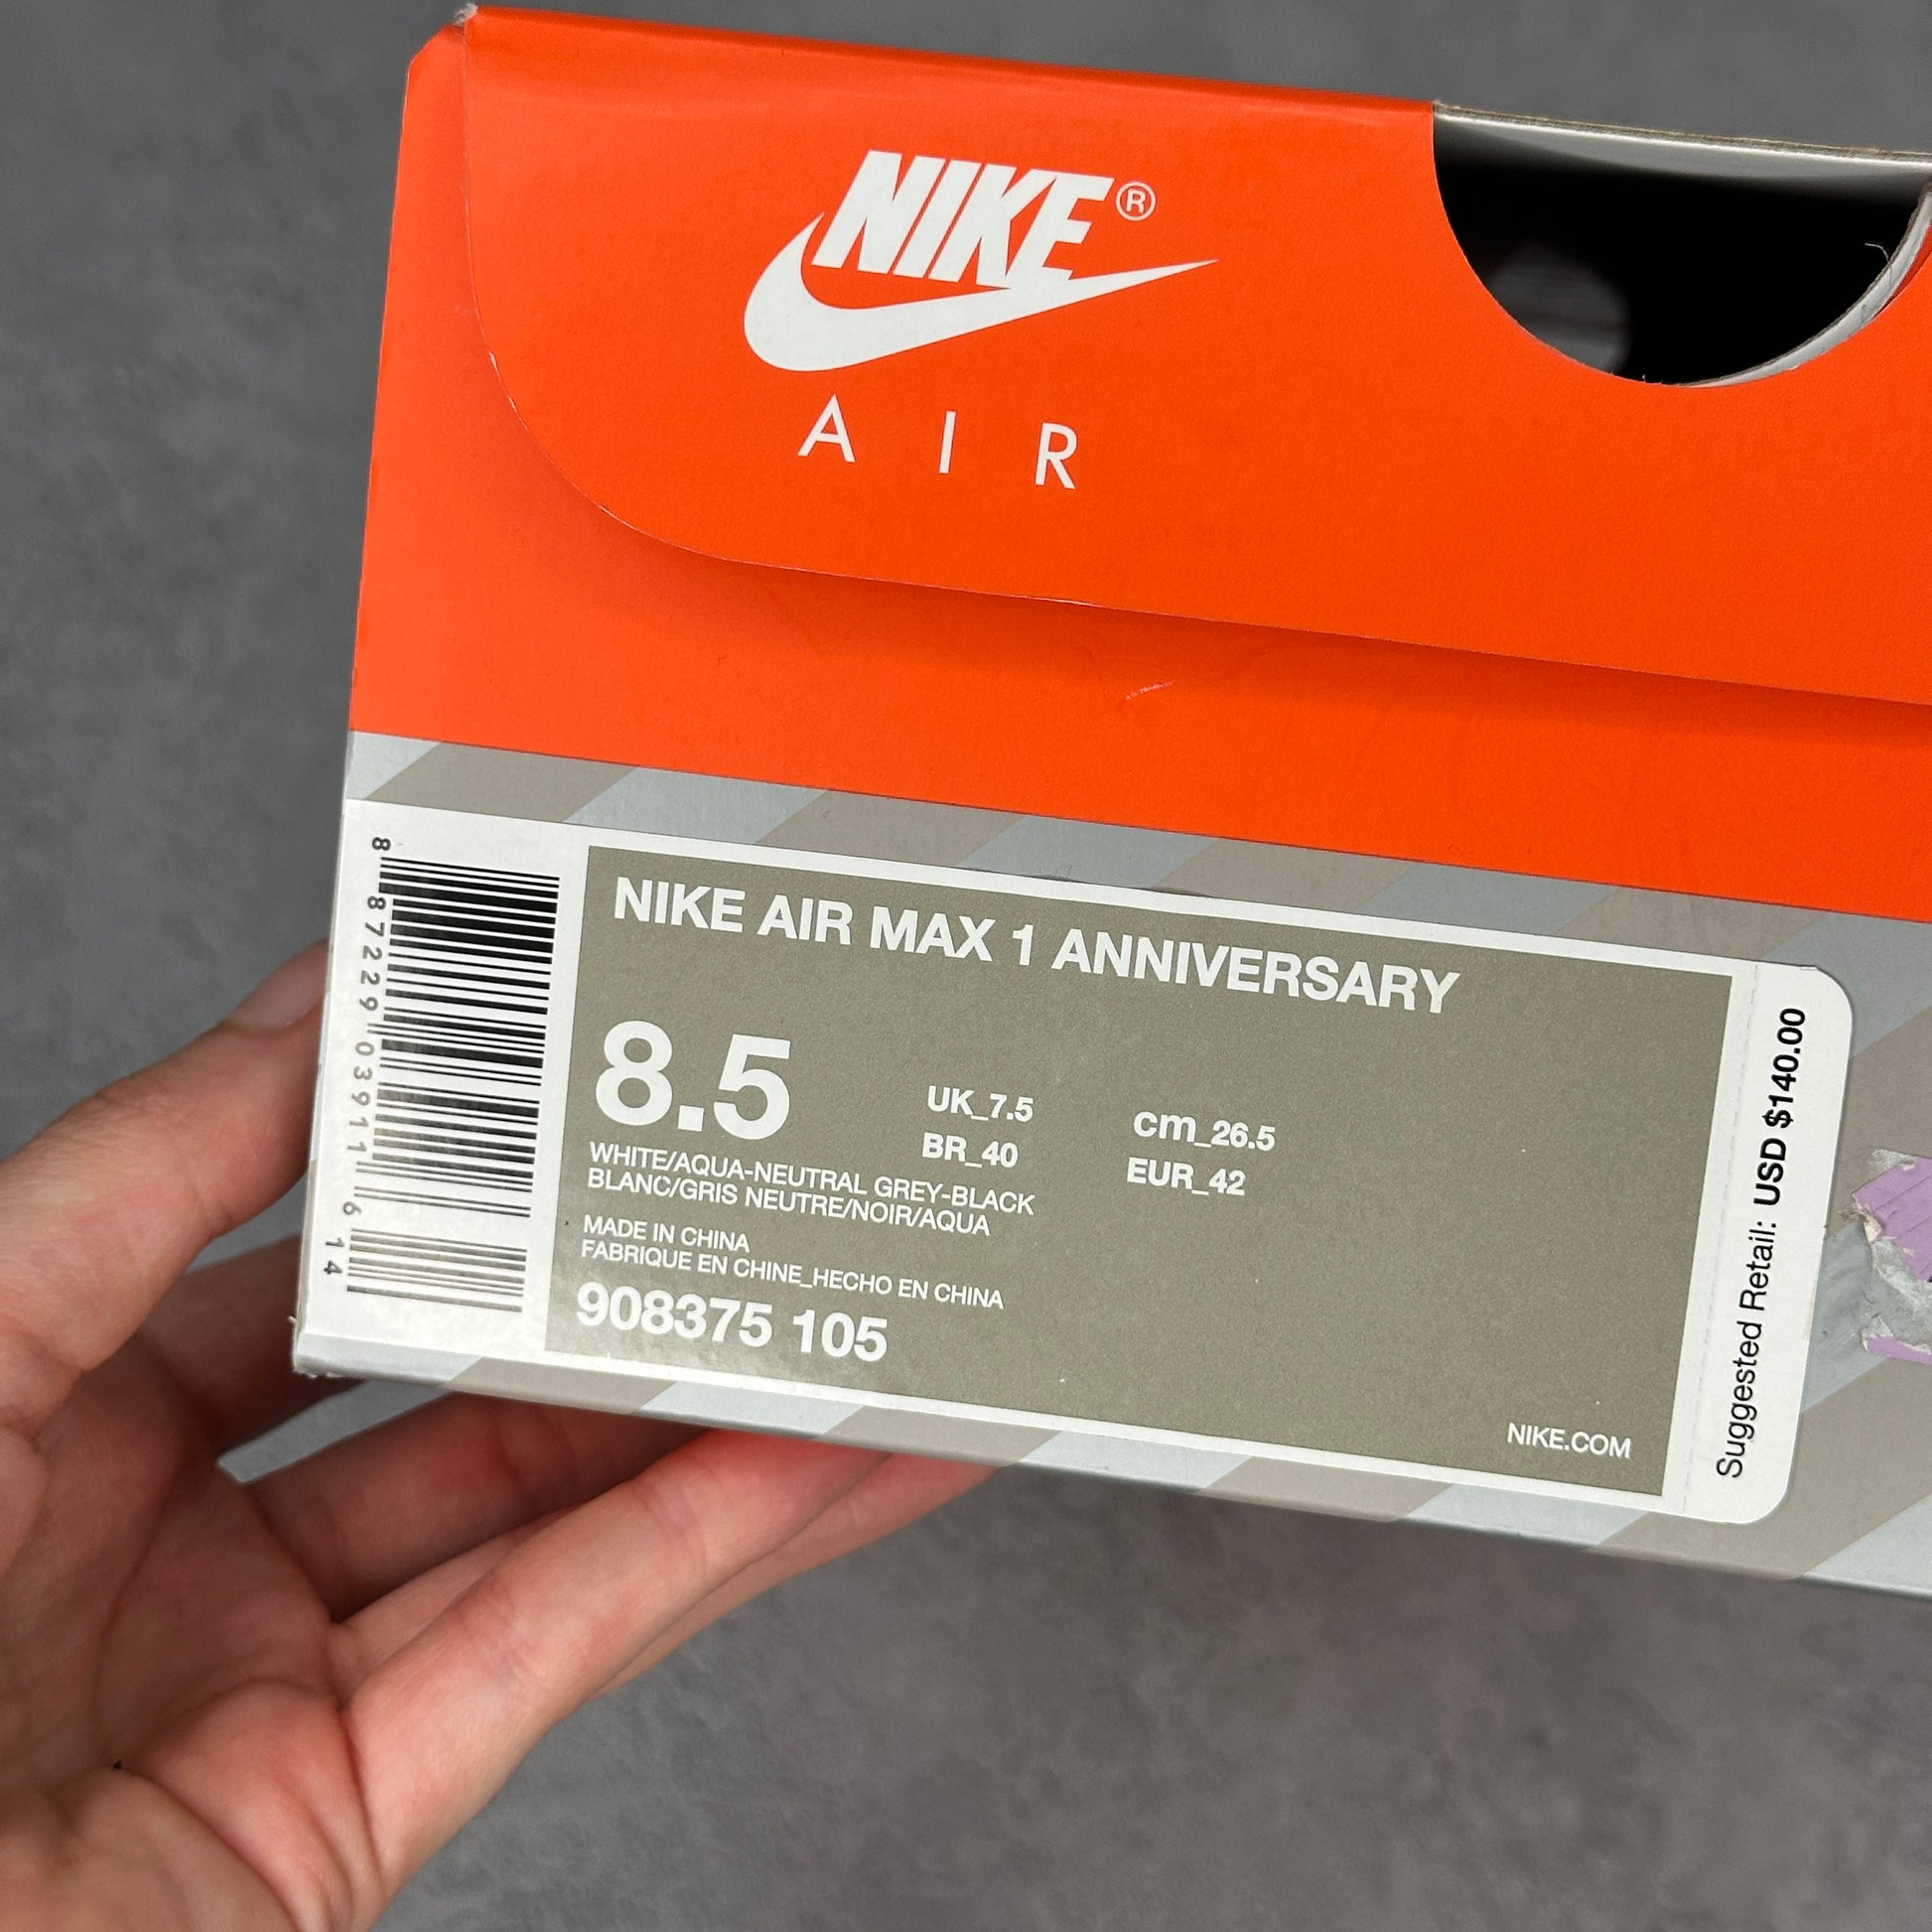 NIKE®
AIR
NIKE AIR MAX 1 ANNIVERSARY
8.5
UK_7.5
cm_26.5
BR_40
EUR_42
WHITE/AQUA-NEUTRAL GREY-BLACK
BLANC/GRIS NEUTRE/NOIR/AQUA
MADE IN CHINA
FABRIQUE EN CHINE_HECHO EN CHINA
908375 105
NIKE.COM
8 87229 03911 6 14
Suggested Retail: USD $140.00